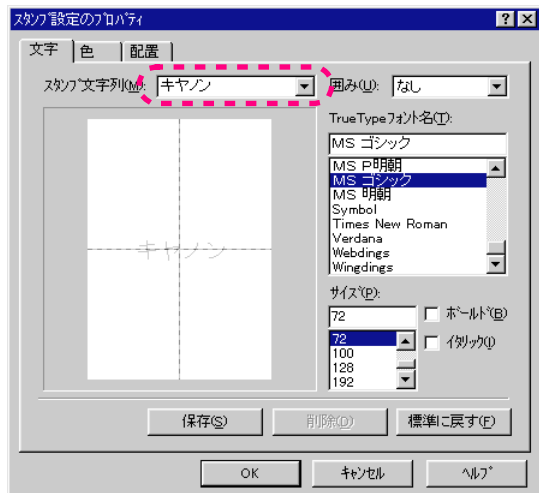 スタンプ設定のプロパティ
文字 色 配置
スタンプ文字列(M): キヤノン 囲み(U): なし
TrueTypeフォント名(T):
MS ゴシック
MS P明朝
MS ゴシック
MS 明朝
Symbol
Times New Roman
Verdana
Webdings
Wingdings
キヤノン
サイズ(P):
72 ボールド(B)
72 イタリック(I)
100
128
192
保存(S) 削除(D) 標準に戻す(F)
OK キャンセル ヘルプ